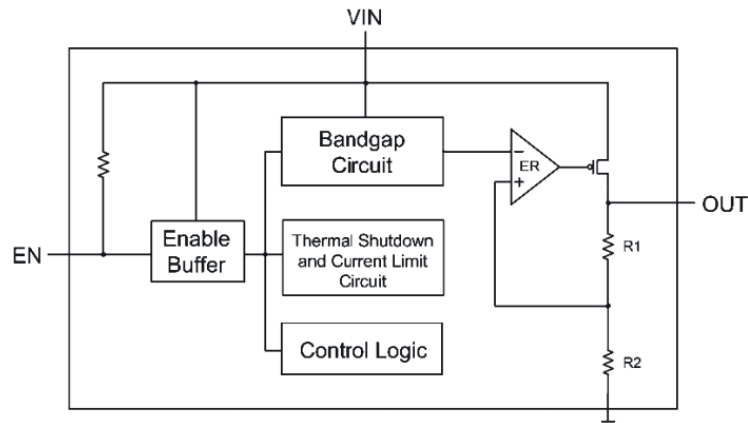 VIN
Bandgap
Circuit
−
ER
+
OUT
EN
Enable
Buffer
Thermal Shutdown
and Current Limit
Circuit
R1
Control Logic
R2